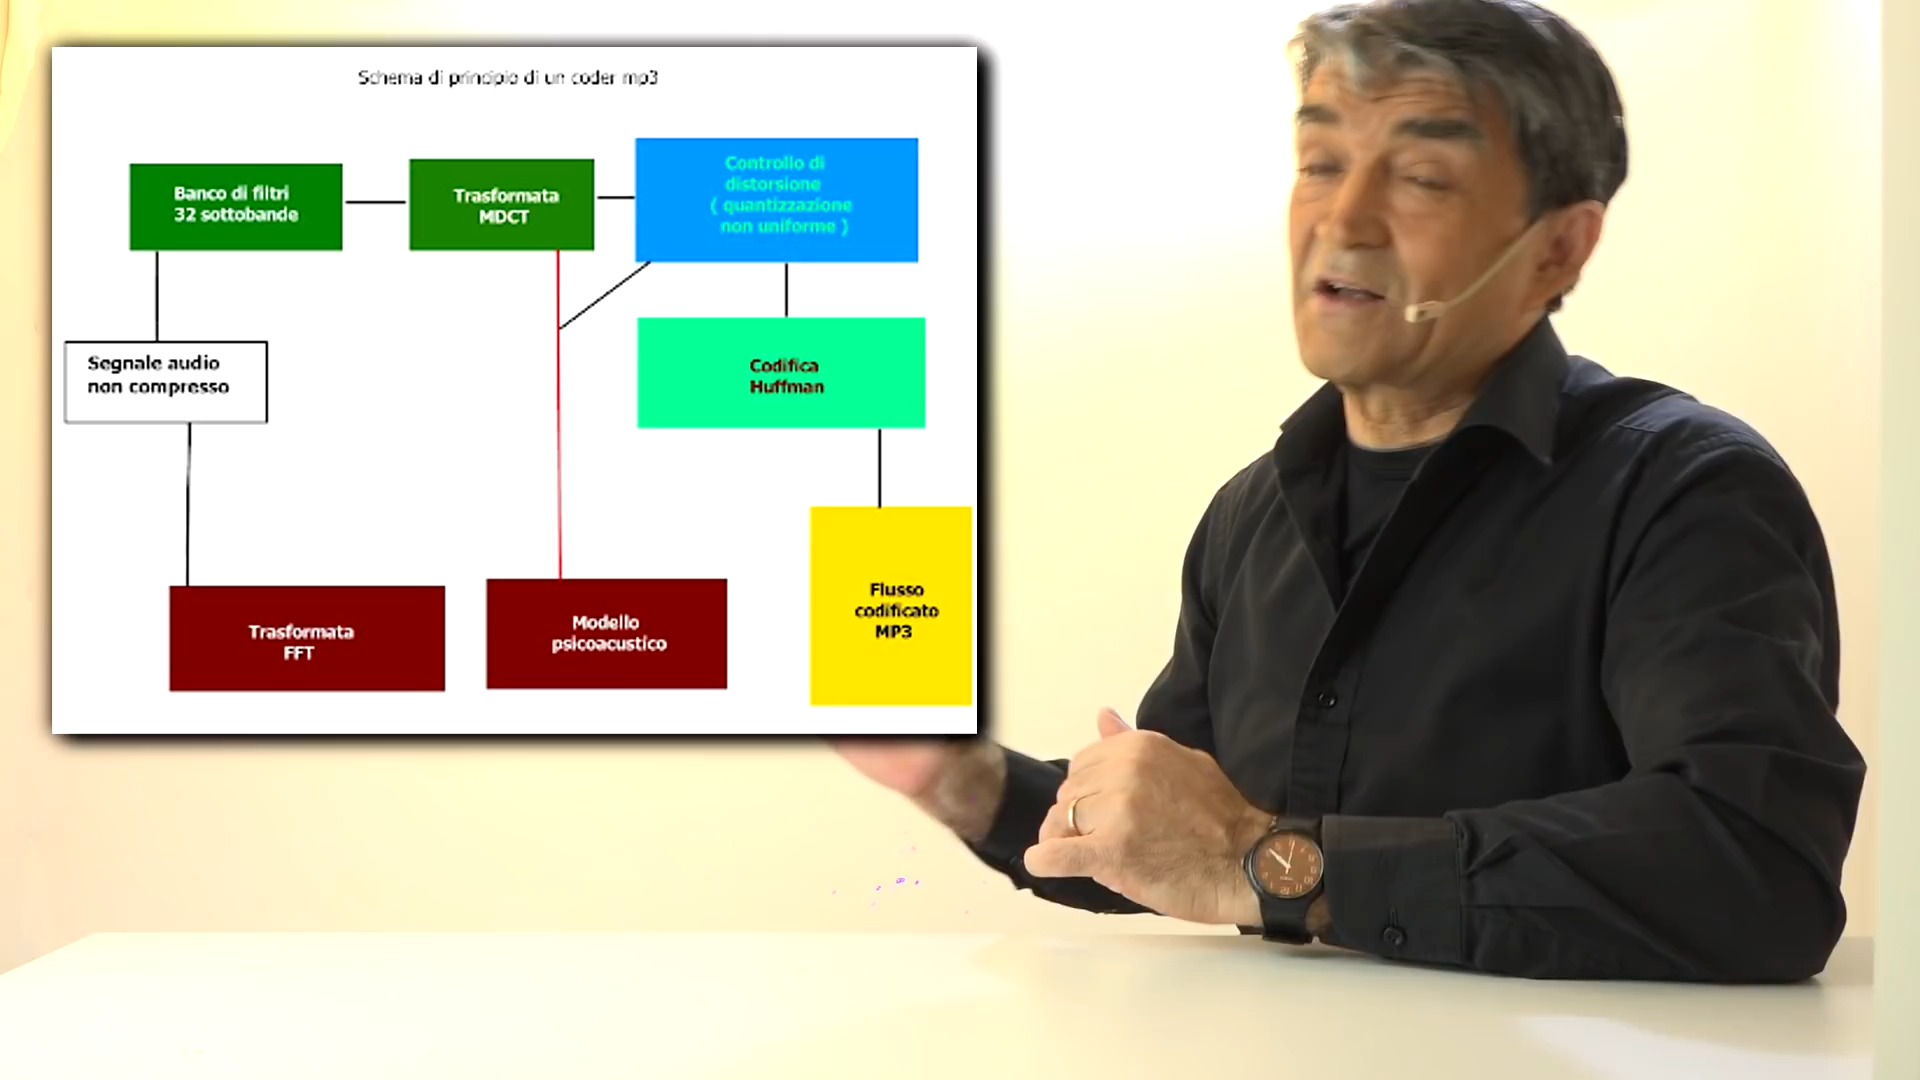 Schema di principio di un coder mp3
Banco di filtri
32 sottobande
Trasformata
MDCT
Controllo di
distorsione
( quantizzazione
non uniforme )
Segnale audio
non compresso
Codifica
Huffman
Trasformata
FFT
Modello
psicoacustico
Flusso
codificato
MP3